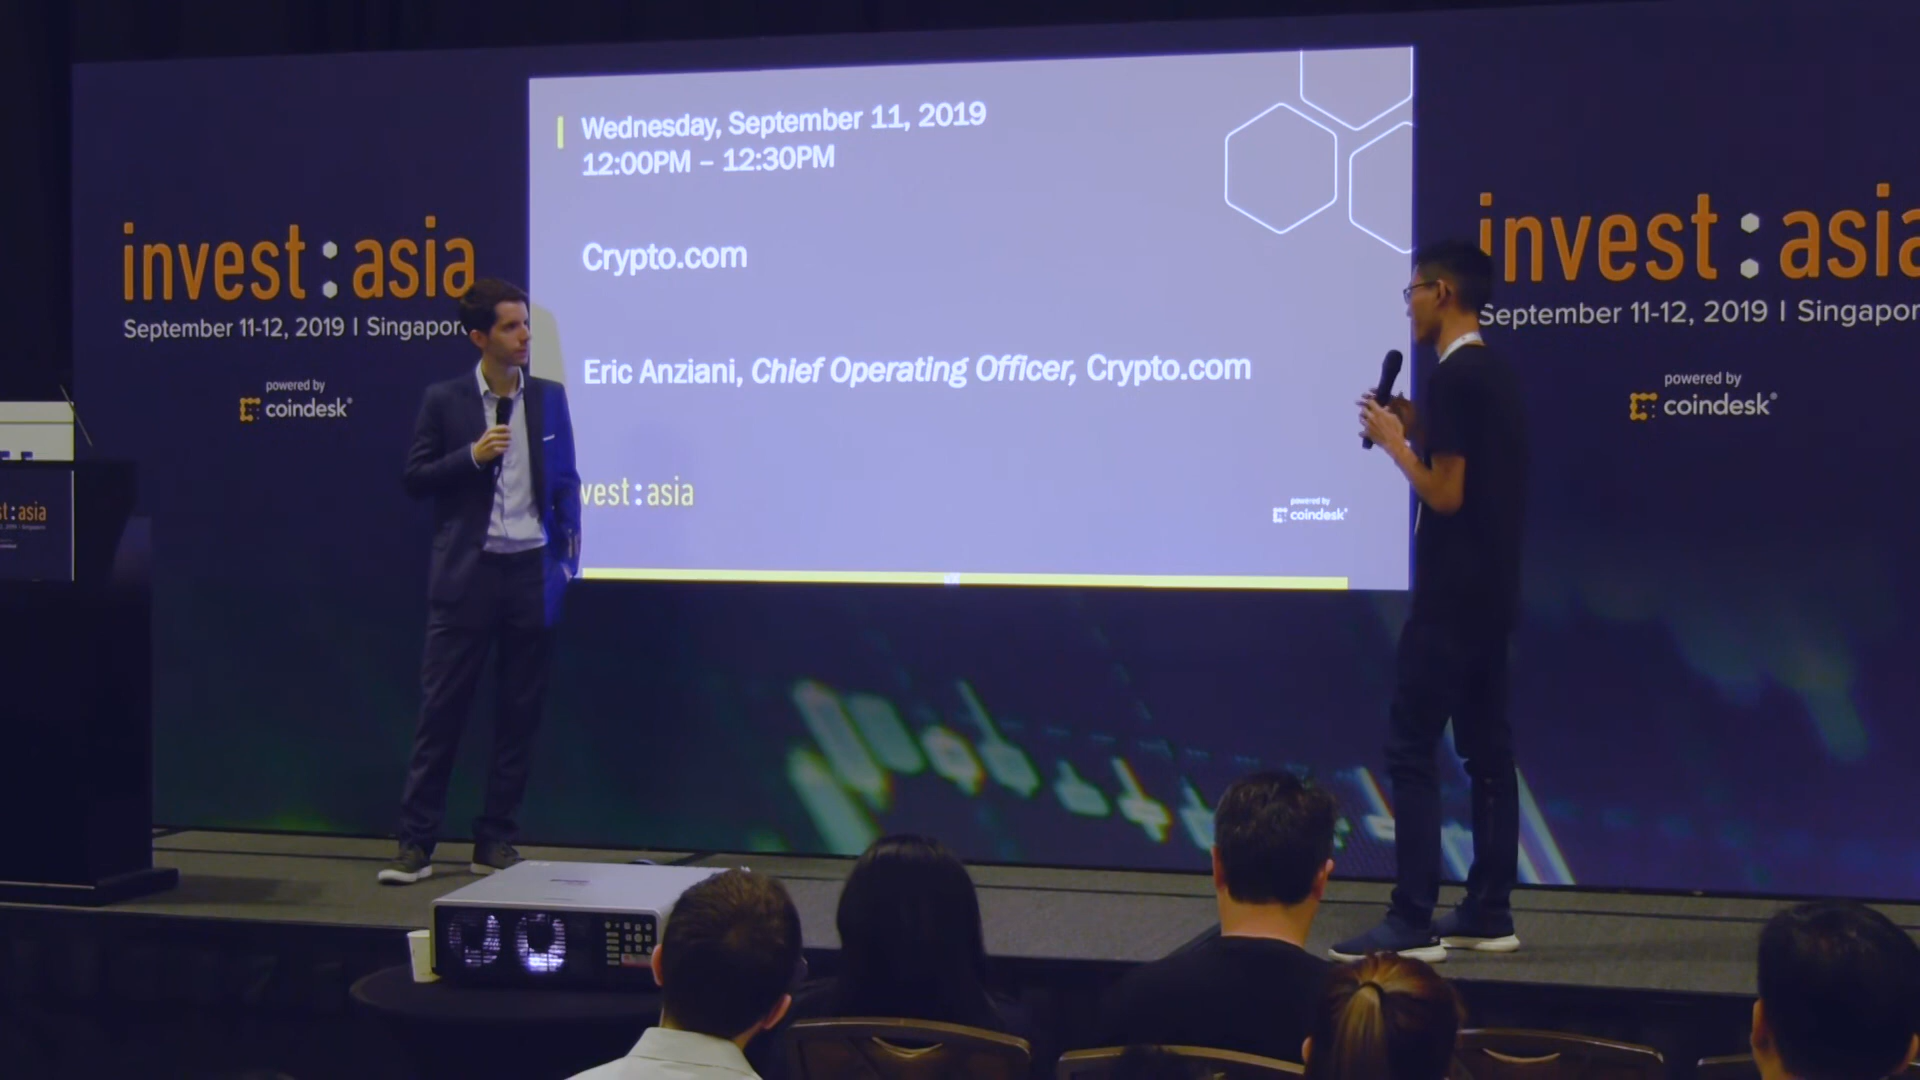 Wednesday, September 11, 2019
12:00PM – 12:30PM
Crypto.com
Eric Anziani, Chief Operating Officer, Crypto.com
vest:asia
powered by
coindesk
invest:asia
September 11-12, 2019 | Singapore
powered by
coindesk
invest:asia
September 11-12, 2019 | Singapor
powered by
coindesk
st:asia